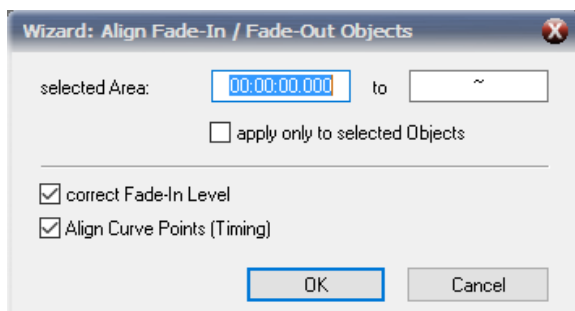 Wizard: Align Fade-In / Fade-Out Objects
selected Area: 00:00:00.000 to ~
apply only to selected Objects
correct Fade-In Level
Align Curve Points (Timing)
OK Cancel